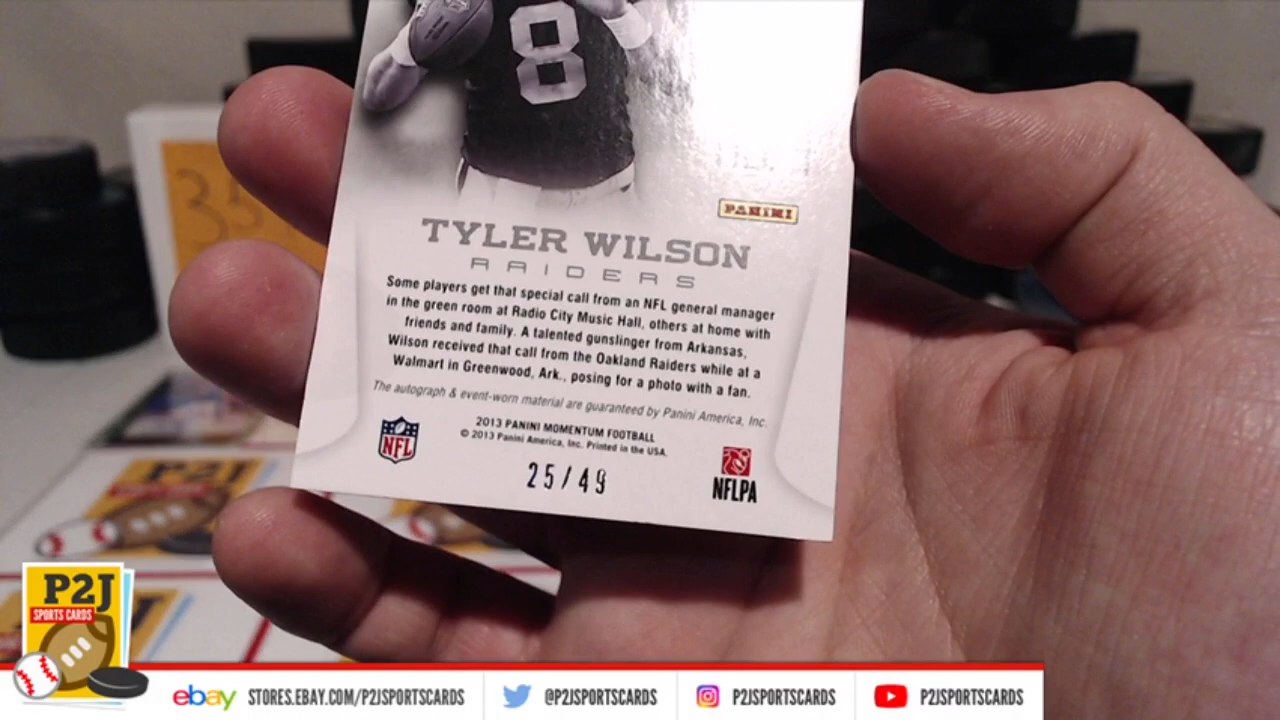 8
35
PANINI
TYLER WILSON
RAIDERS
Some players get that special call from an NFL general manager
in the green room at Radio City Music Hall, others at home with
friends and family. A talented gunslinger from Arkansas,
Wilson received that call from the Oakland Raiders while at a
Walmart in Greenwood, Ark., posing for a photo with a fan.
The autograph & event-worn material are guaranteed by Panini America, Inc.
2013 PANINI MOMENTUM FOOTBALL
© 2013 Panini America, Inc. Printed in the USA.
NFL
25/49
NFLPA
P2J
SPORTS CARDS
ebay STORES.EBAY.COM/P2JSPORTSCARDS @P2JSPORTSCARDS P2JSPORTSCARDS P2JSPORTSCARDS